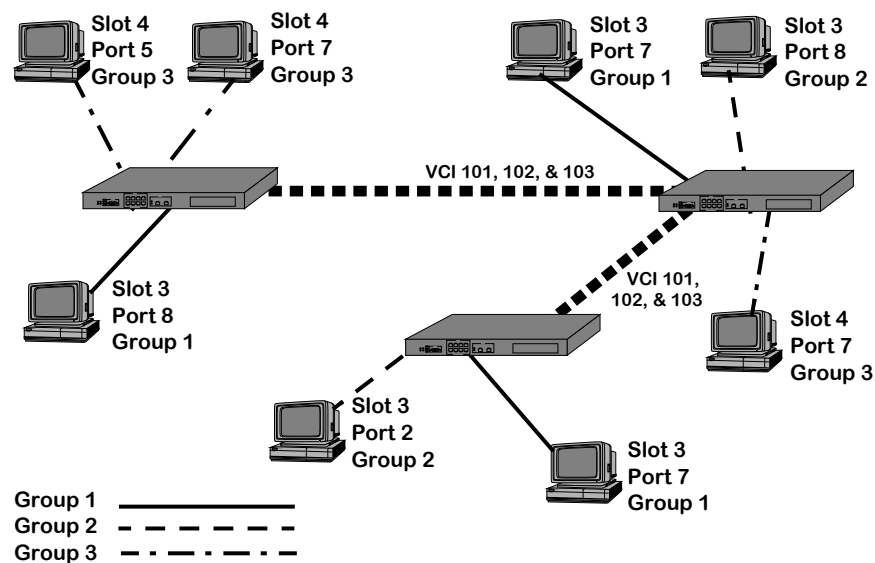 Slot 4
Port 5
Group 3
Slot 4
Port 7
Group 3
Slot 3
Port 7
Group 1
Slot 3
Port 8
Group 2
VCI 101, 102, & 103
Slot 3
Port 8
Group 1
VCI 101,
102, & 103
Slot 4
Port 7
Group 3
Slot 3
Port 2
Group 2
Slot 3
Port 7
Group 1
Group 1
Group 2
Group 3